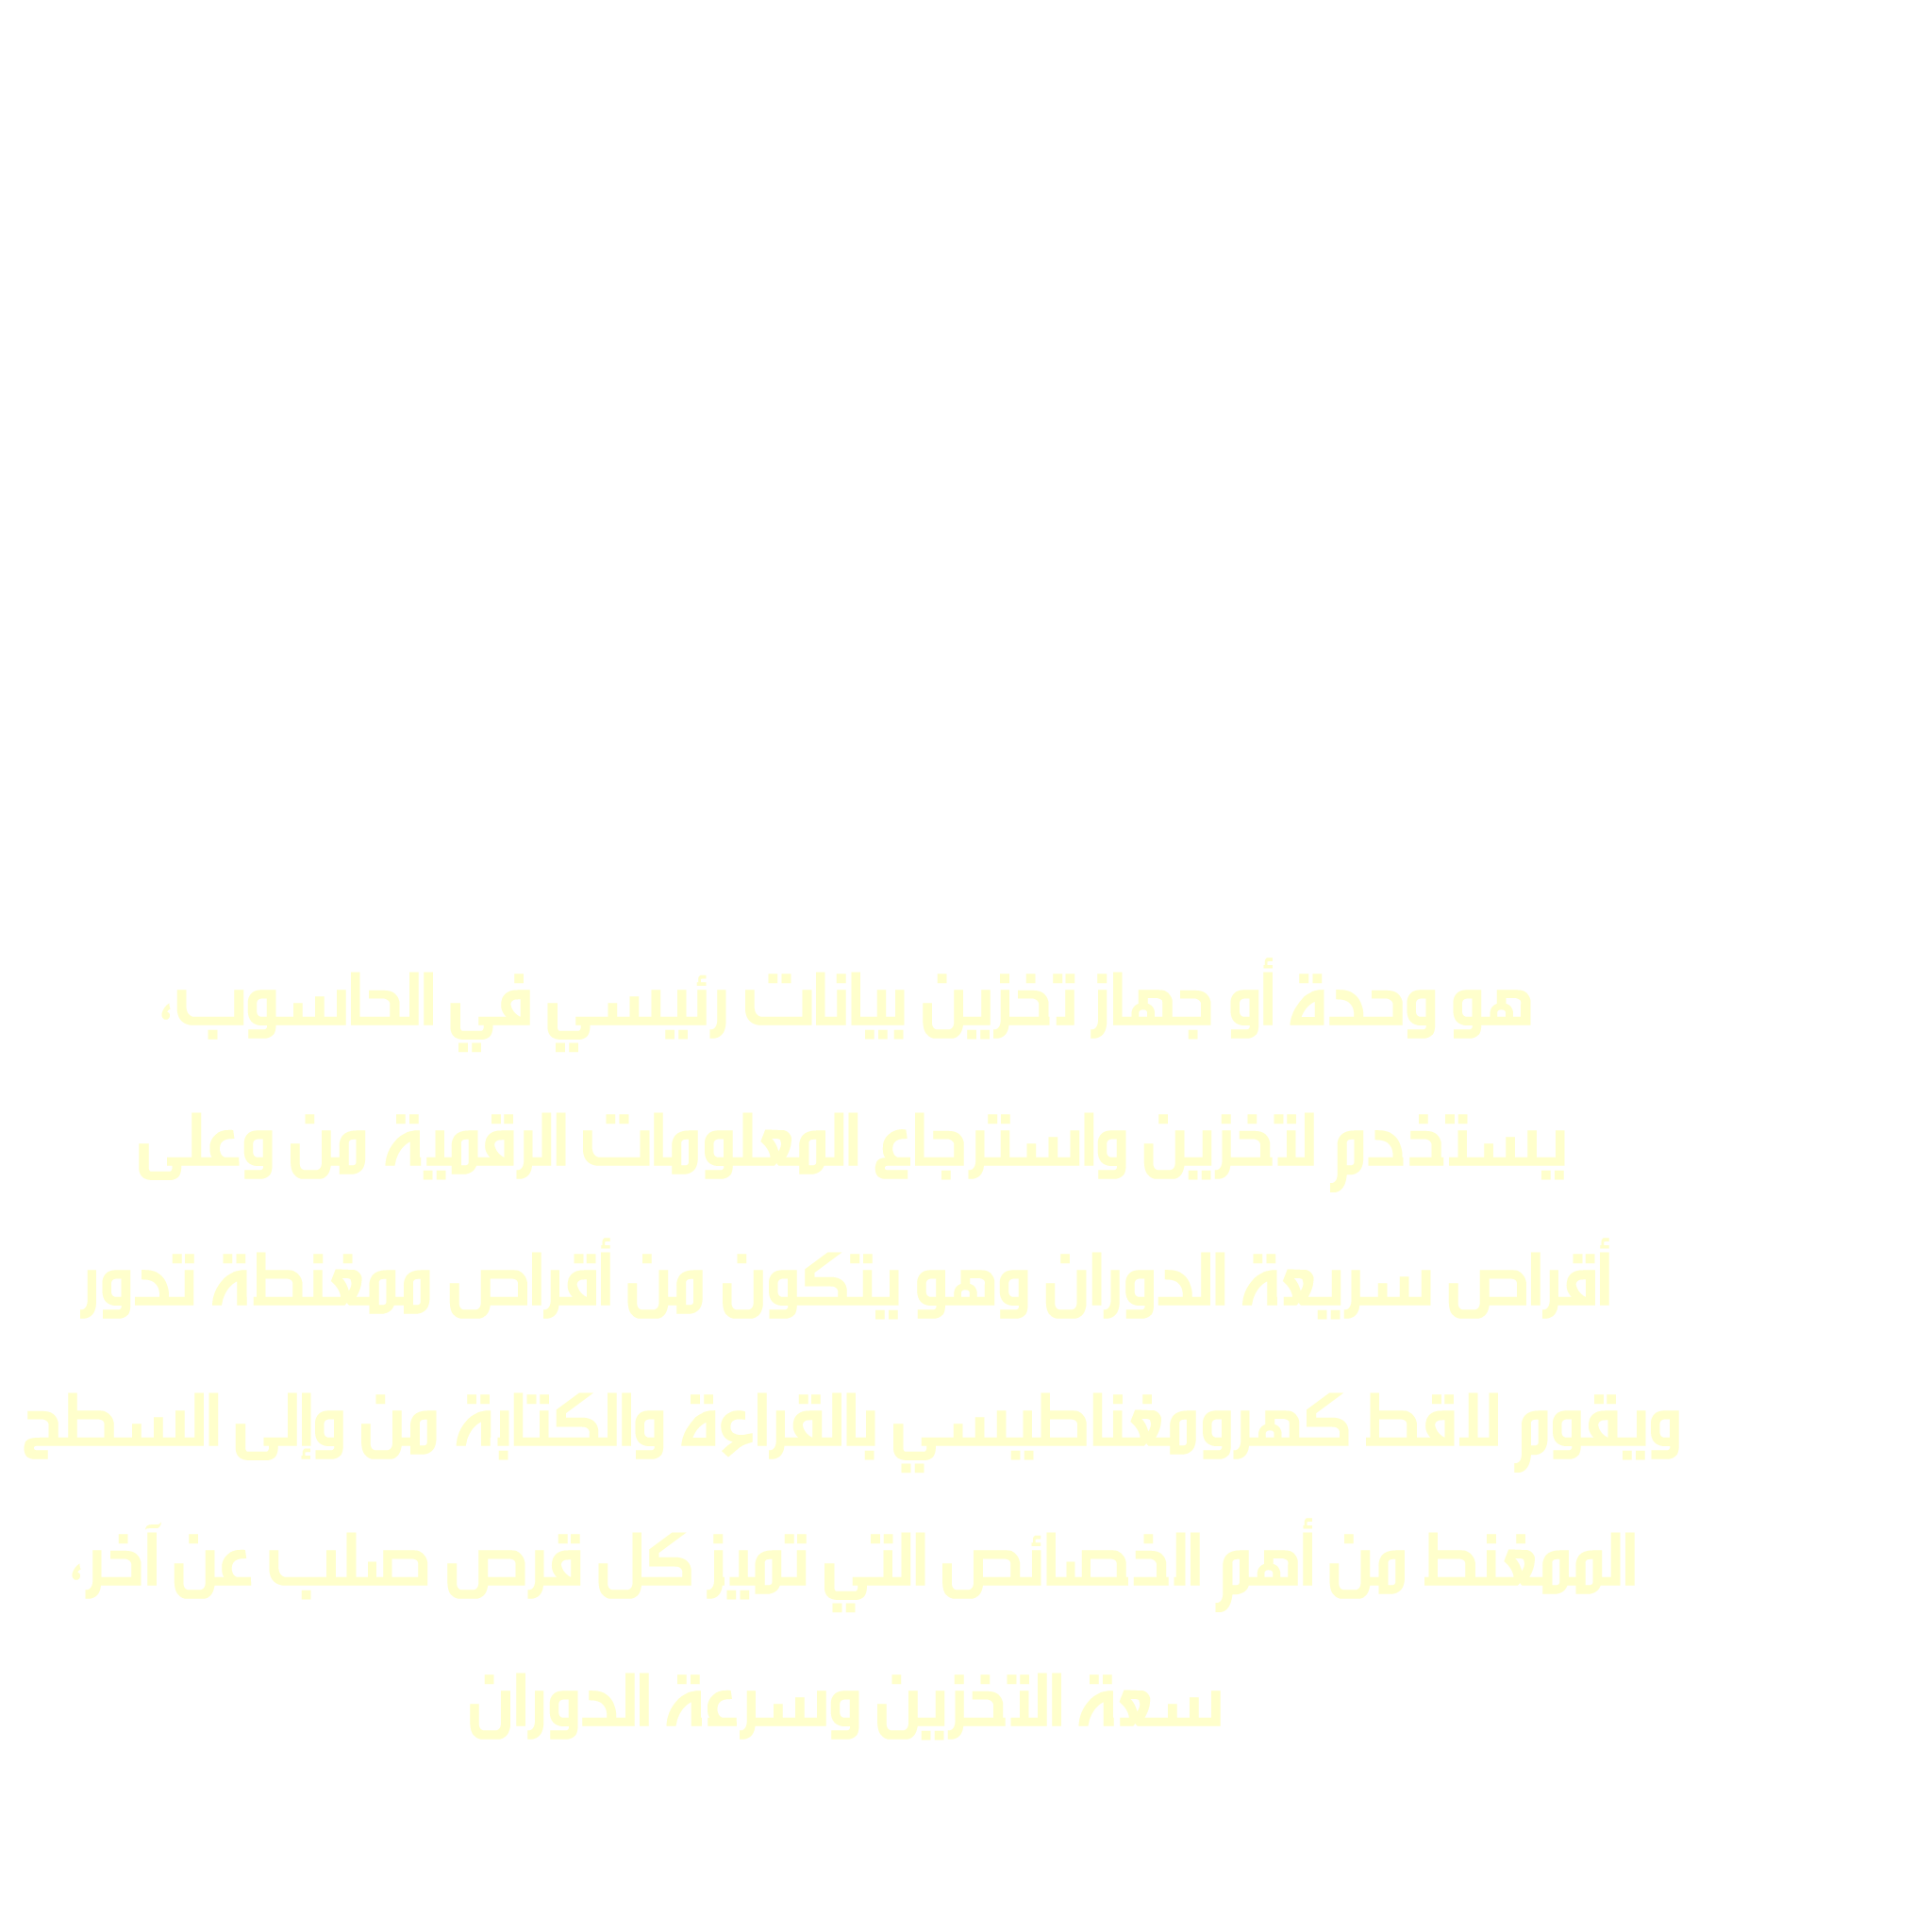 هو وحدة أو جهاز تخزين بيانات رئيسي في الحاسوب،
يستخدم لتخزين واسترجاع المعلومات الرقمية من وعلى
أقراص سريعة الدوران وهو يتكون من أقراص ممغنطة تدور
ويقوم لاقط كهرومغناطيسي بالقراءة والكتابة من وإلى السطح
الممغنط من أهم الخصائص التي تميز كل قرص صلب عن آخر،
سعة التخزين وسرعة الدوران